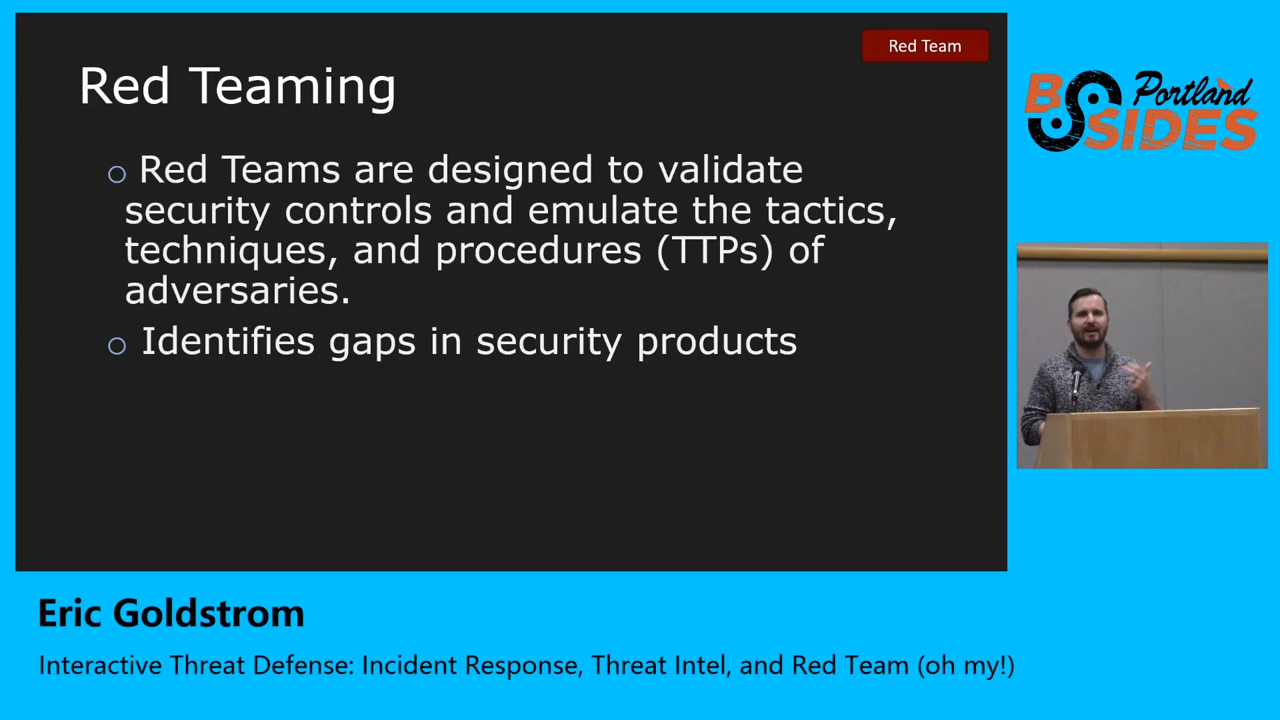 Red Team
Red Teaming
Red Teams are designed to validate
security controls and emulate the tactics,
techniques, and procedures (TTPs) of
adversaries.
Identifies gaps in security products
BSIDES Portland
Eric Goldstrom
Interactive Threat Defense: Incident Response, Threat Intel, and Red Team (oh my!)